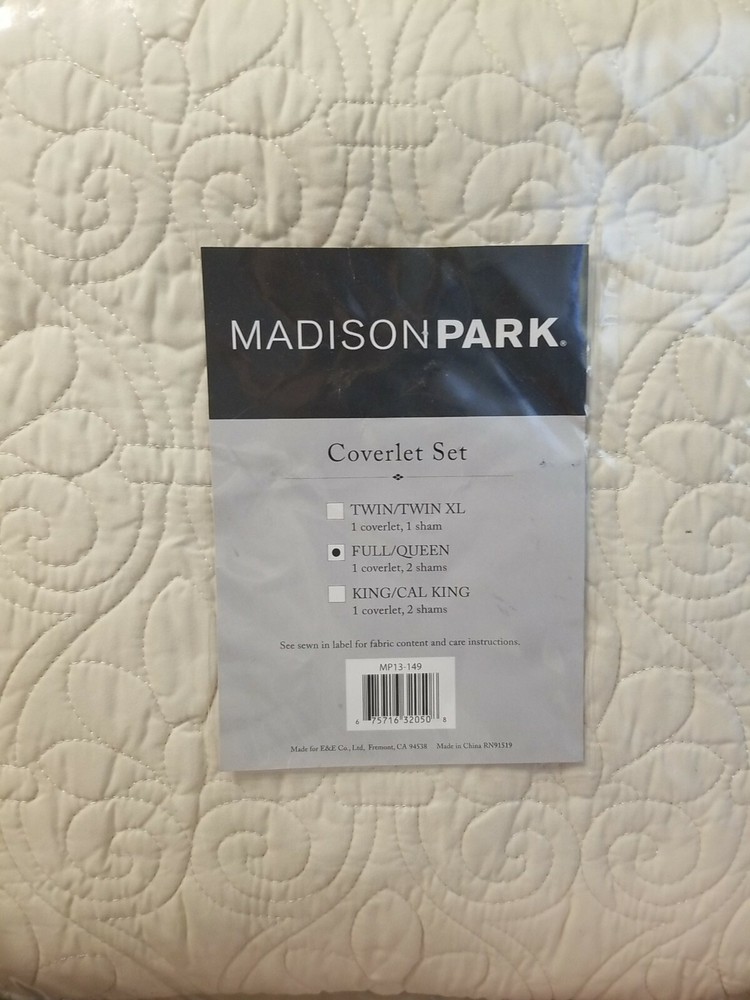 MADISONPARK®
Coverlet Set
TWIN/TWIN XL
1 coverlet, 1 sham
FULL/QUEEN
1 coverlet, 2 shams
KING/CAL KING
1 coverlet, 2 shams
See sewn in label for fabric content and care instructions.
MP13-149
6 75716 32050 8
Made for E&E Co., Ltd, Fremont, CA 94538 Made in China RN91519